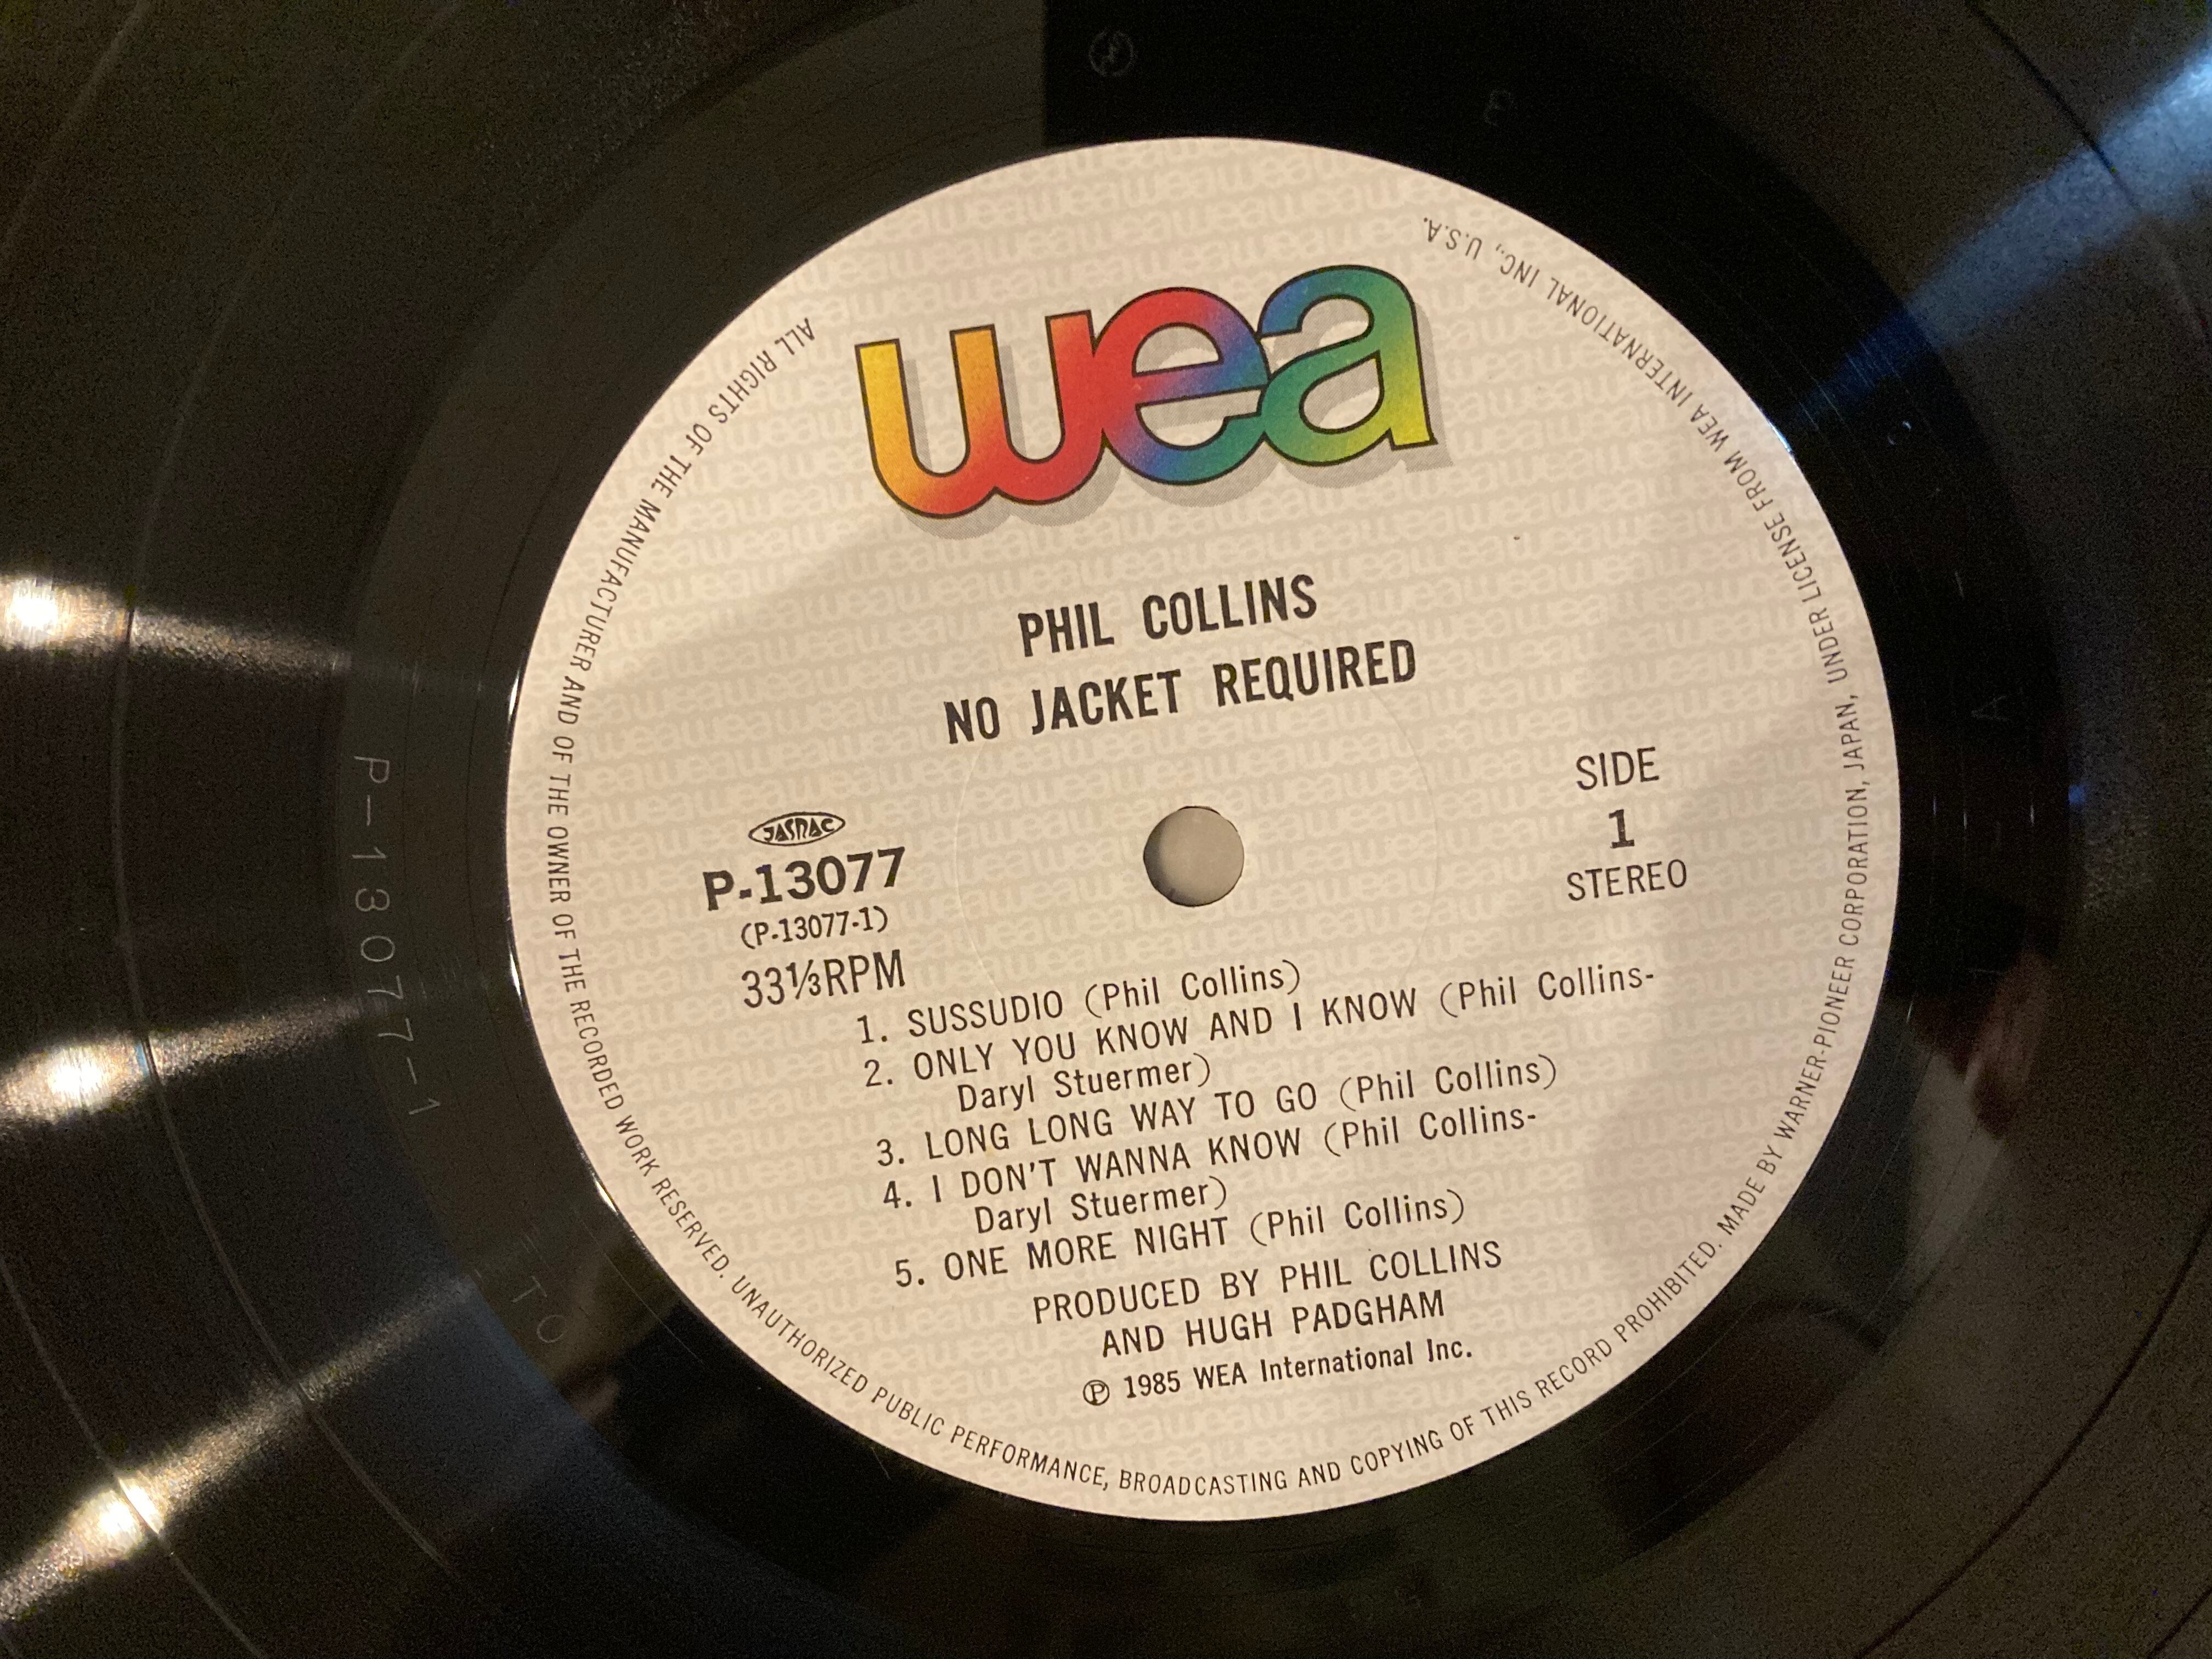 wea
PHIL COLLINS
NO JACKET REQUIRED
JASRAC
P-13077
(P-13077-1)
33⅓RPM
SIDE
1
STEREO
1. SUSSUDIO (Phil Collins)
2. ONLY YOU KNOW AND I KNOW (Phil Collins-
Daryl Stuermer)
3. LONG LONG WAY TO GO (Phil Collins)
4. I DON'T WANNA KNOW (Phil Collins-
Daryl Stuermer)
5. ONE MORE NIGHT (Phil Collins)
PRODUCED BY PHIL COLLINS
AND HUGH PADGHAM
℗ 1985 WEA International Inc.
ALL RIGHTS OF THE MANUFACTURER AND OF THE OWNER OF THE RECORDED WORK RESERVED. UNAUTHORIZED PUBLIC PERFORMANCE, BROADCASTING AND COPYING OF THIS RECORD PROHIBITED. MADE BY WARNER-PIONEER CORPORATION, JAPAN, UNDER LICENSE FROM WEA INTERNATIONAL INC., U.S.A.
P-13077-1